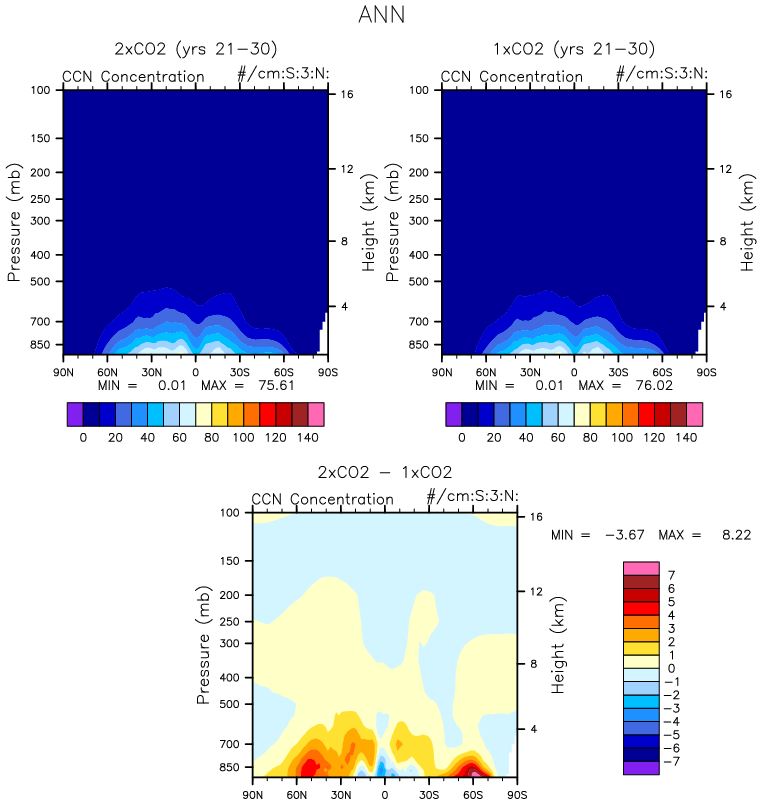 ANN
2xCO2 (yrs 21−30)
CCN Concentration #/cm:S:3:N:
Pressure (mb)
100
150
200
250
300
400
500
700
850
16
12
8
4
Height (km)
90N 60N 30N 0 30S 60S 90S
MIN = 0.01 MAX = 75.61
0 20 40 60 80 100 120 140
1xCO2 (yrs 21−30)
CCN Concentration #/cm:S:3:N:
Pressure (mb)
100
150
200
250
300
400
500
700
850
16
12
8
4
Height (km)
90N 60N 30N 0 30S 60S 90S
MIN = 0.01 MAX = 76.02
0 20 40 60 80 100 120 140
2xCO2 − 1xCO2
CCN Concentration #/cm:S:3:N:
Pressure (mb)
100
150
200
250
300
400
500
700
850
16
12
8
4
Height (km)
90N 60N 30N 0 30S 60S 90S
MIN = −3.67 MAX = 8.22
7
6
5
4
3
2
1
0
−1
−2
−3
−4
−5
−6
−7